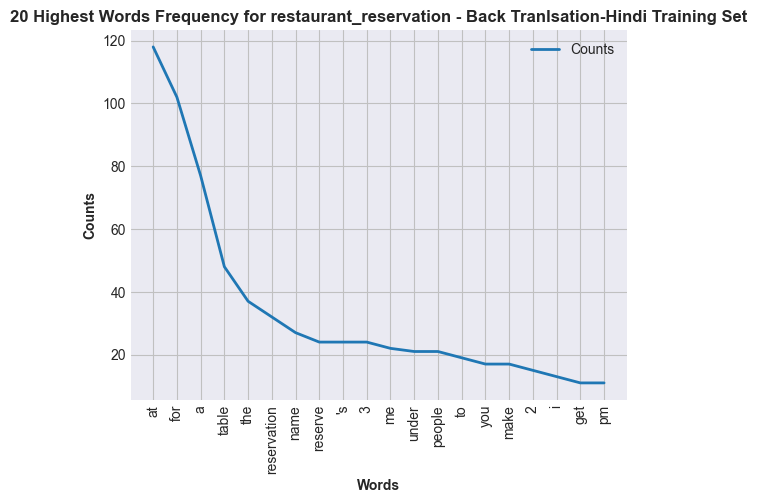 20 Highest Words Frequency for restaurant_reservation - Back Tranlsation-Hindi Training Set
Counts
120
100
80
60
40
20
Counts
at
for
a
table
the
reservation
name
reserve
's
3
me
under
people
to
you
make
2
i
get
pm
Words